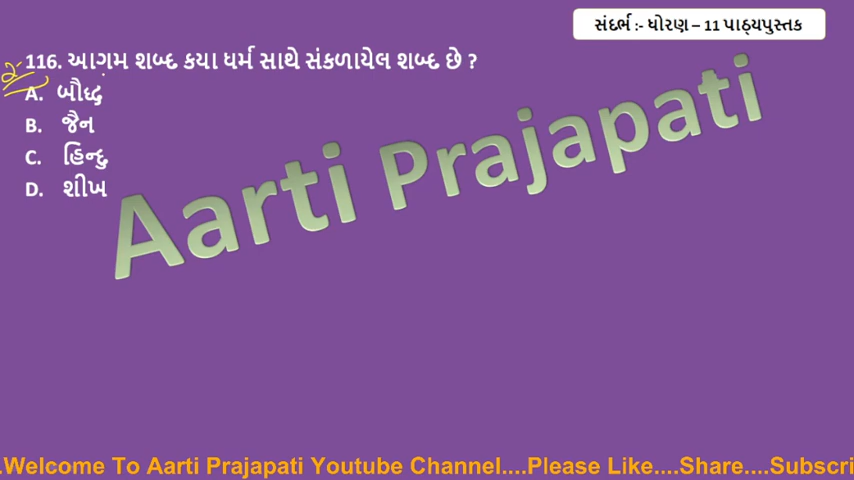 સંદર્ભ :- ધોરણ – 11 પાઠ્યપુસ્તક
116. આગમ શબ્દ કયા ધર્મ સાથે સંકળાયેલ શબ્દ છે ?
A. બૌધ્ધ
B. જૈન
C. હિન્દુ
D. શીખ
Aarti Prajapati
.Welcome To Aarti Prajapati Youtube Channel....Please Like....Share....Subscri